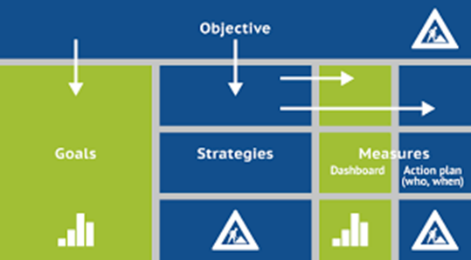 Objective
Goals
Strategies
Measures
Dashboard
Action plan
(who, when)